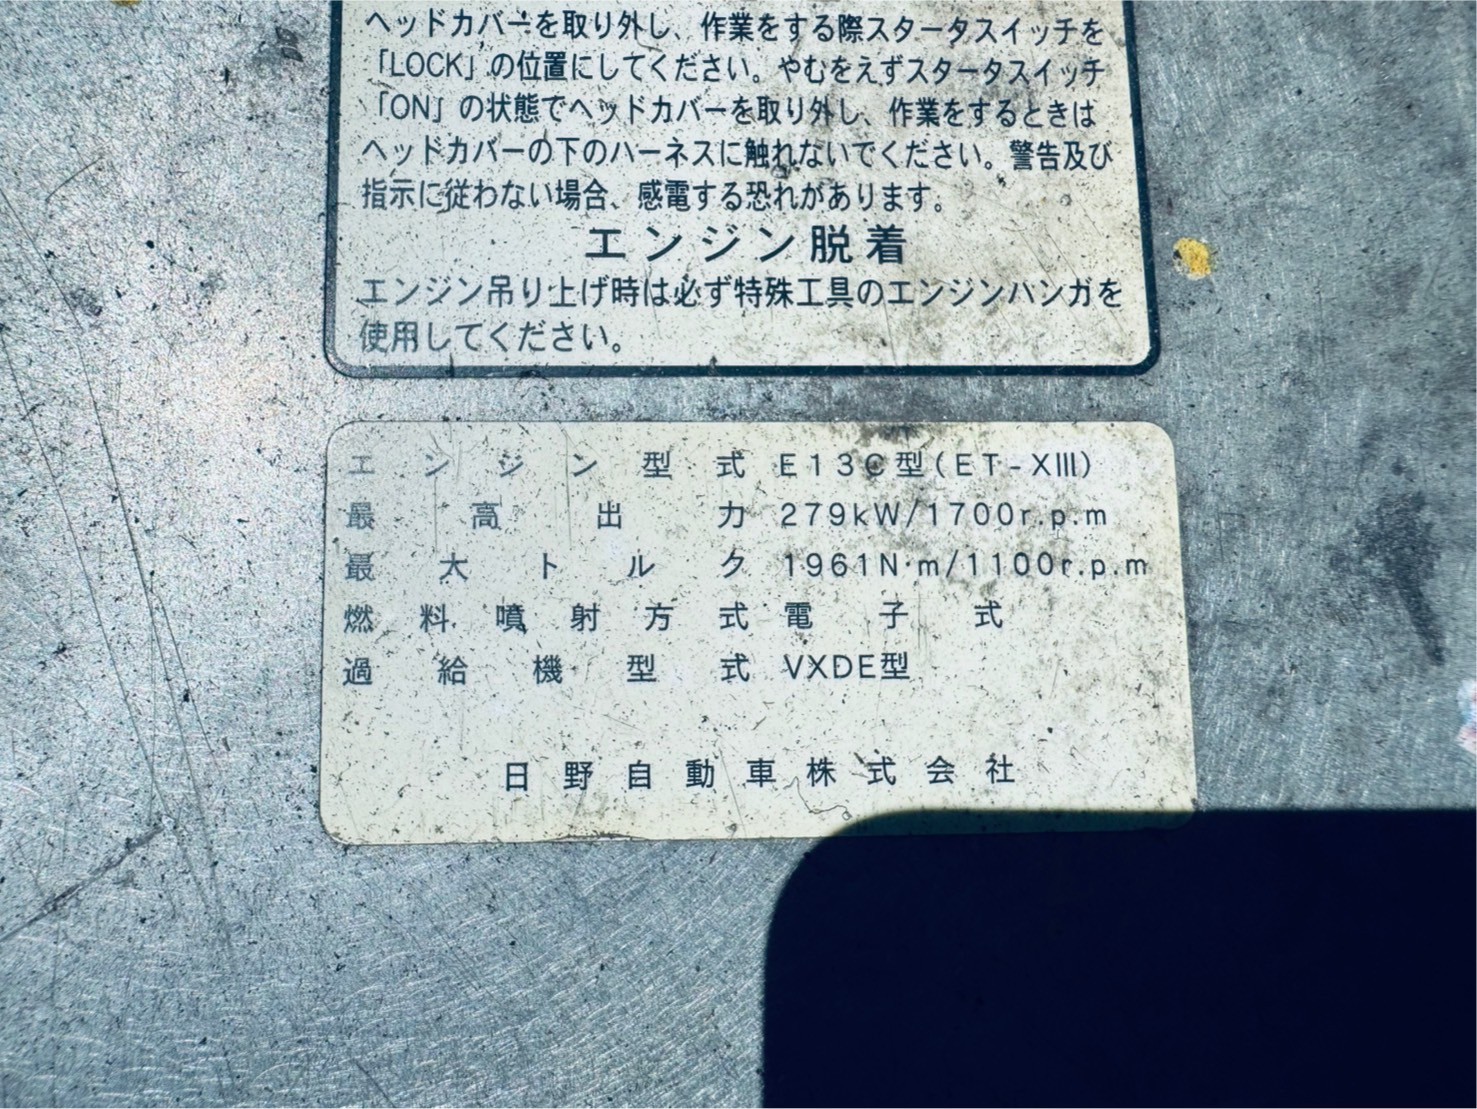 ヘッドカバーを取り外し、作業をする際スタータスイッチを
「LOCK」の位置にしてください。やむをえずスタータスイッチ
「ON」の状態でヘッドカバーを取り外し、作業をするときは
ヘッドカバーの下のハーネスに触れないでください。警告及び
指示に従わない場合、感電する恐れがあります。
エンジン脱着
エンジン吊り上げ時は必ず特殊工具のエンジンハンガを
使用してください。
エンジン型式 E13C型(ET-XIII)
最高出力 279kW/1700r.p.m
最大トルク 1961N·m/1100r.p.m
燃料噴射方式 電子式
過給機型式 VXDE型
日野自動車株式会社